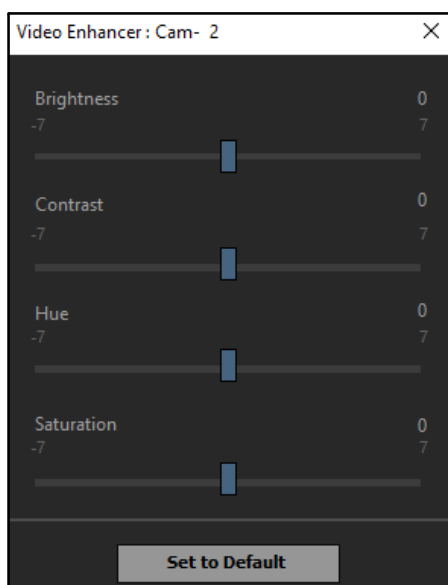 Video Enhancer : Cam- 2
Brightness 0
-7 7
Contrast 0
-7 7
Hue 0
-7 7
Saturation 0
-7 7
Set to Default